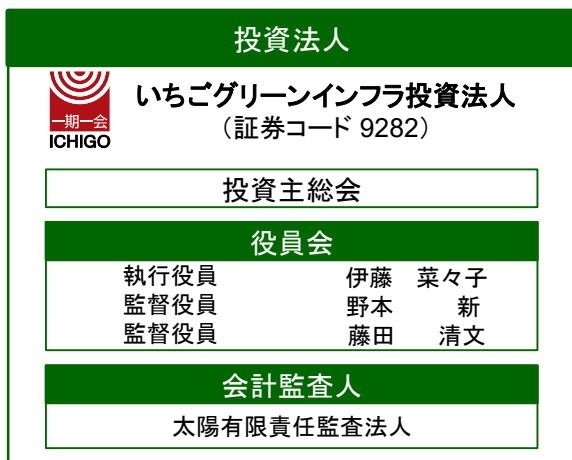 投資法人
一期一会
ICHIGO
いちごグリーンインフラ投資法人
（証券コード 9282）
投資主総会
役員会
執行役員 伊藤 菜々子
監督役員 野本 新
監督役員 藤田 清文
会計監査人
太陽有限責任監査法人